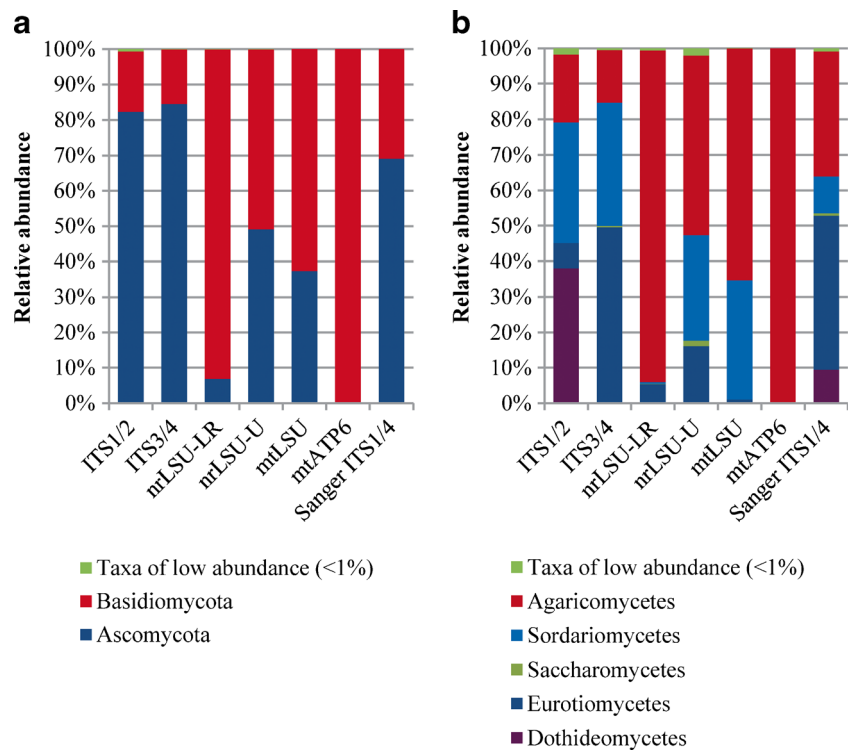 a
100%
90%
80%
70%
60%
50%
40%
30%
20%
10%
0%
Relative abundance
ITS1/2
ITS3/4
nrLSU-LR
nrLSU-U
mtLSU
mtATP6
Sanger ITS1/4
Taxa of low abundance (<1%)
Basidiomycota
Ascomycota
b
100%
90%
80%
70%
60%
50%
40%
30%
20%
10%
0%
Relative abundance
ITS1/2
ITS3/4
nrLSU-LR
nrLSU-U
mtLSU
mtATP6
Sanger ITS1/4
Taxa of low abundance (<1%)
Agaricomycetes
Sordariomycetes
Saccharomycetes
Eurotiomycetes
Dothideomycetes